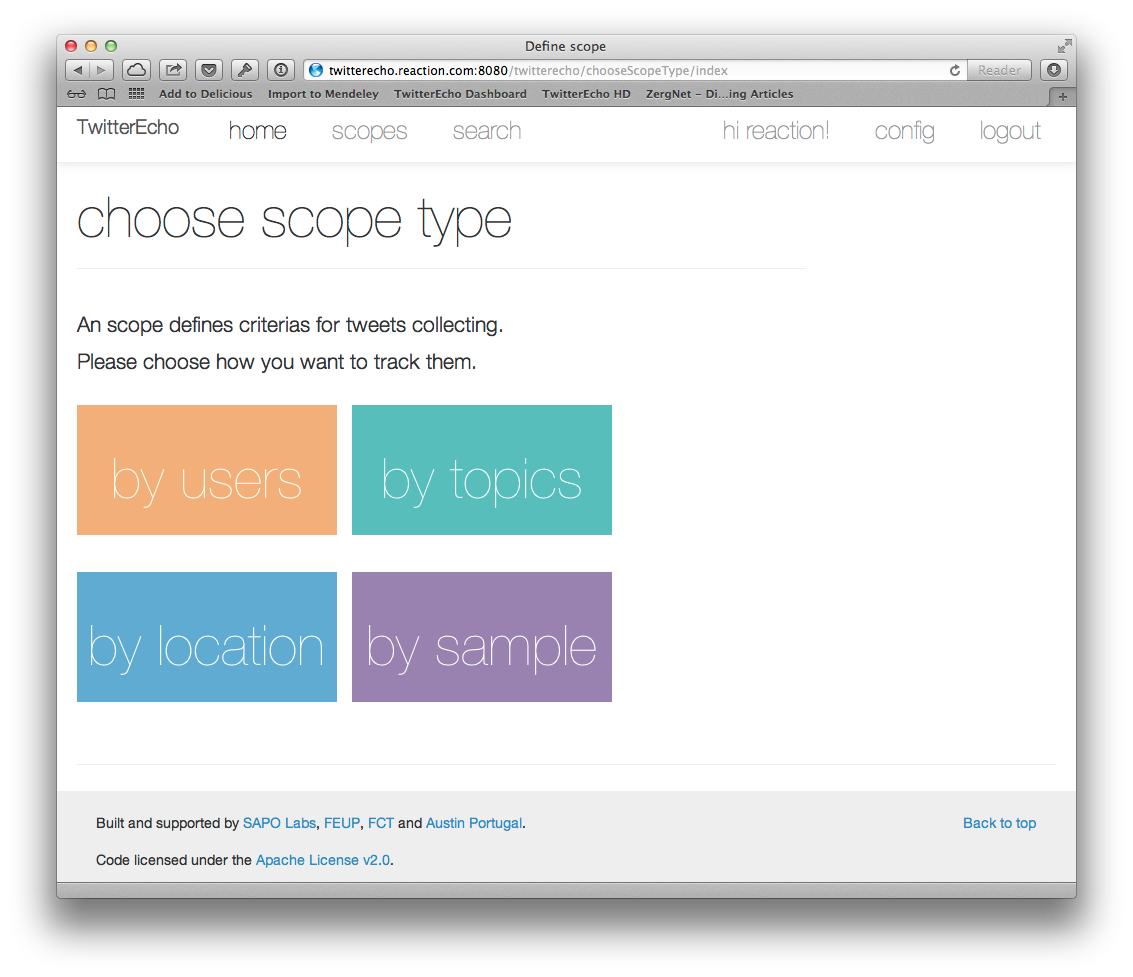 Define scope
twitterecho.reaction.com:8080/twitterecho/chooseScopeType/index
Reader
Add to Delicious Import to Mendeley TwitterEcho Dashboard TwitterEcho HD ZergNet – Di...ing Articles
TwitterEcho home scopes search hi reaction! config logout
choose scope type
An scope defines criterias for tweets collecting.
Please choose how you want to track them.
by users by topics
by location by sample
Built and supported by SAPO Labs, FEUP, FCT and Austin Portugal. Back to top
Code licensed under the Apache License v2.0.